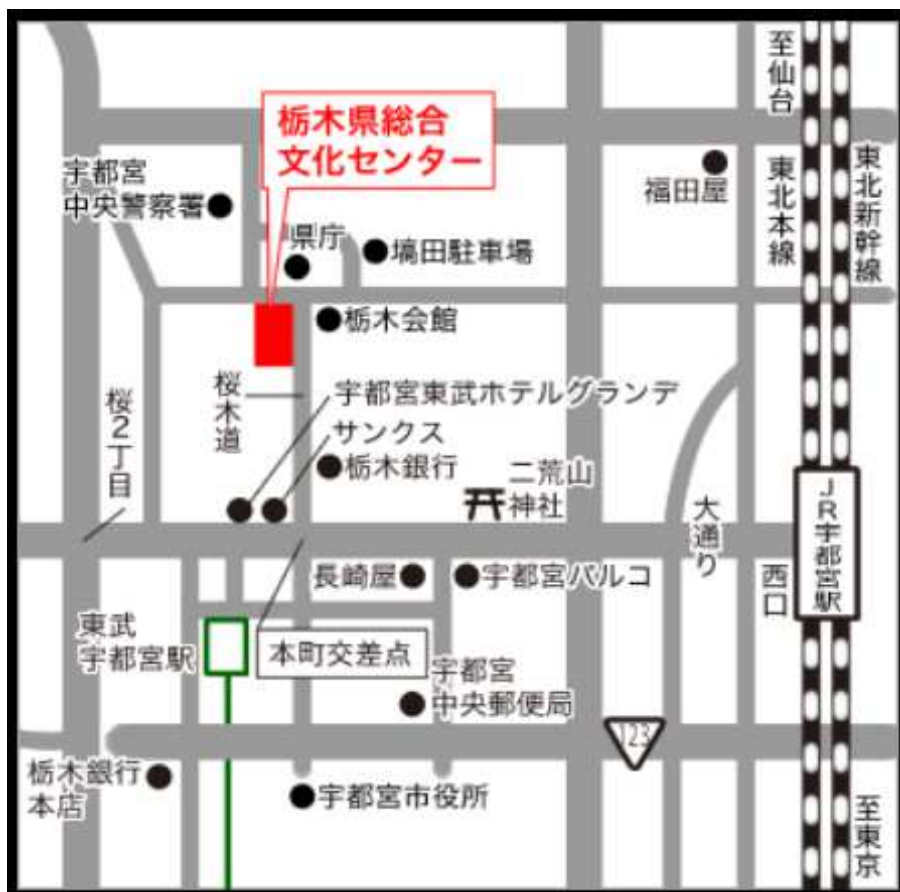 至仙台
栃木県総合
文化センター
宇都宮
中央警察署
福田屋
東北本線
東北新幹線
県庁
塙田駐車場
栃木会館
桜木道
宇都宮東武ホテルグランデ
サンクス
桜2丁目
栃木銀行
二荒山
神社
大通り
JR宇都宮駅
長崎屋
宇都宮パルコ
西口
東武
宇都宮駅
本町交差点
宇都宮
中央郵便局
123
栃木銀行
本店
宇都宮市役所
至東京